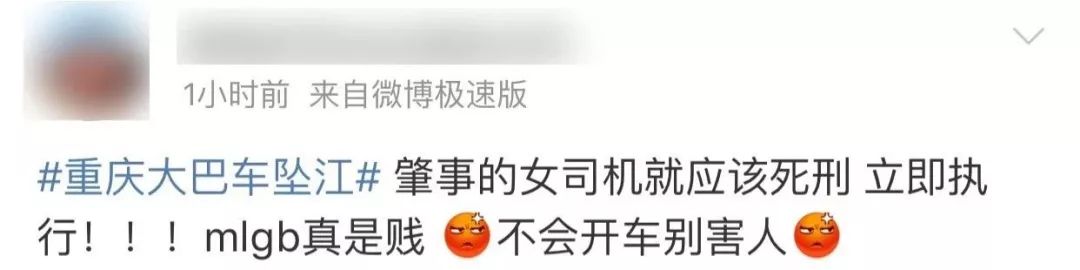 1小时前 来自微博极速版
#重庆大巴车坠江# 肇事的女司机就应该死刑 立即执
行！！！mlgb真是贱 不会开车别害人